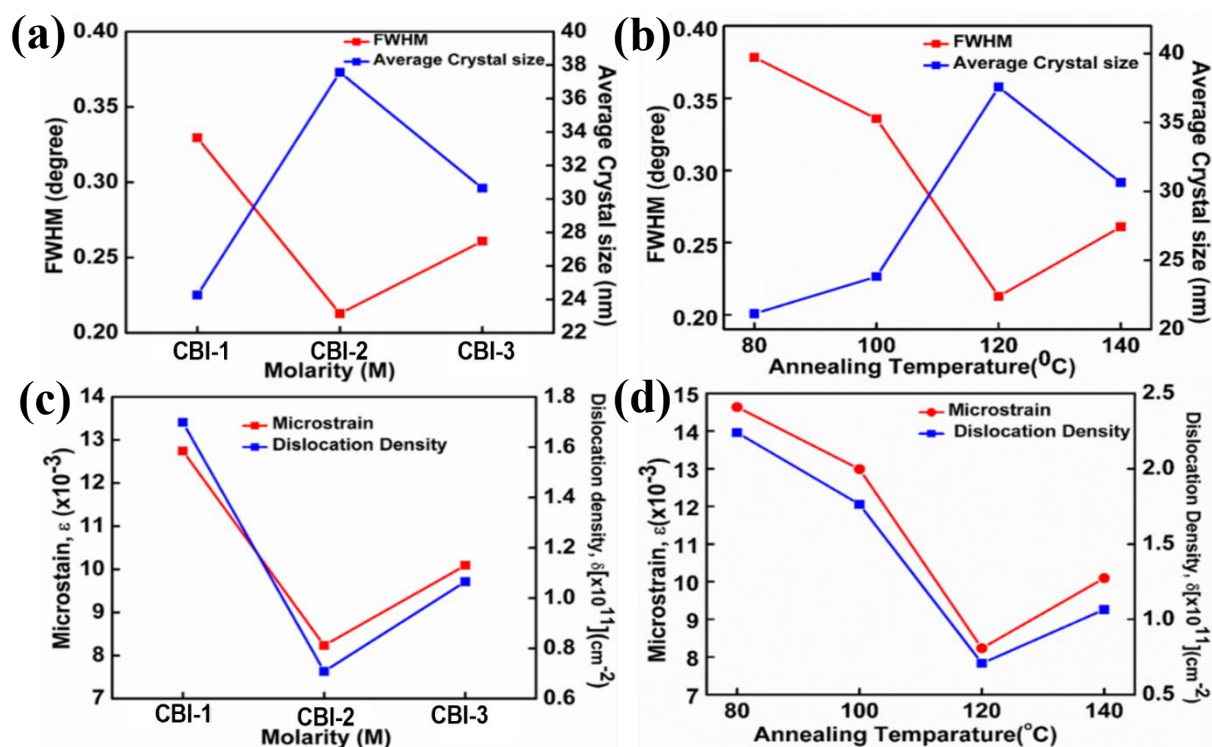 (a)
FWHM
Average Crystal size
FWHM (degree)
0.40
0.35
0.30
0.25
0.20
Average Crystal size (nm)
40
38
36
34
32
30
28
26
24
22
CBI-1 CBI-2 CBI-3
Molarity (M)
(b)
FWHM
Average Crystal size
FWHM (degree)
0.40
0.35
0.30
0.25
0.20
Average Crystal size (nm)
40
35
30
25
20
80 100 120 140
Annealing Temperature(⁰C)
(c)
Microstrain
Dislocation Density
Microstain, ε (x10⁻³)
14
13
12
11
10
9
8
7
Dislocation density, δ[x10¹¹](cm⁻²)
1.8
1.6
1.4
1.2
1.0
0.8
0.6
CBI-1 CBI-2 CBI-3
Molarity (M)
(d)
Microstrain
Dislocation Density
Microstrain, ε(x10⁻³)
15
14
13
12
11
10
9
8
7
Dislocation Density, δ[x10¹¹](cm⁻²)
2.5
2.0
1.5
1.0
0.5
80 100 120 140
Annealing Temparature(°C)